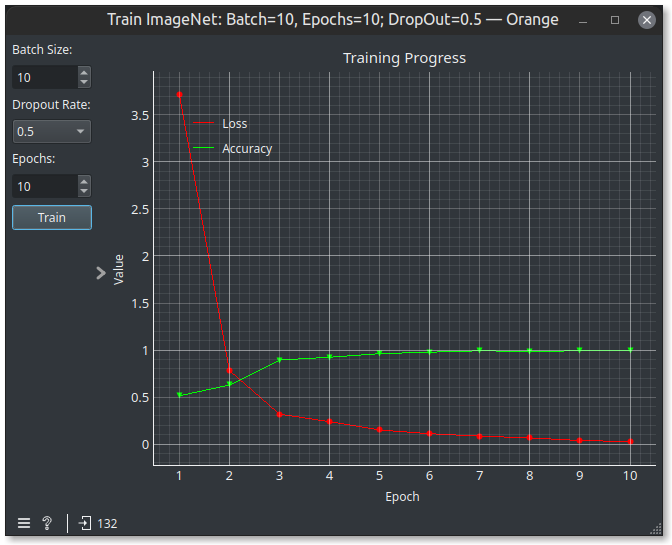 Train ImageNet: Batch=10, Epochs=10; DropOut=0.5 — Orange
Batch Size:
10
Dropout Rate:
0.5
Epochs:
10
Train
Training Progress
Loss
Accuracy
3.5
3
2.5
2
1.5
1
0.5
0
Value
1 2 3 4 5 6 7 8 9 10
Epoch
132